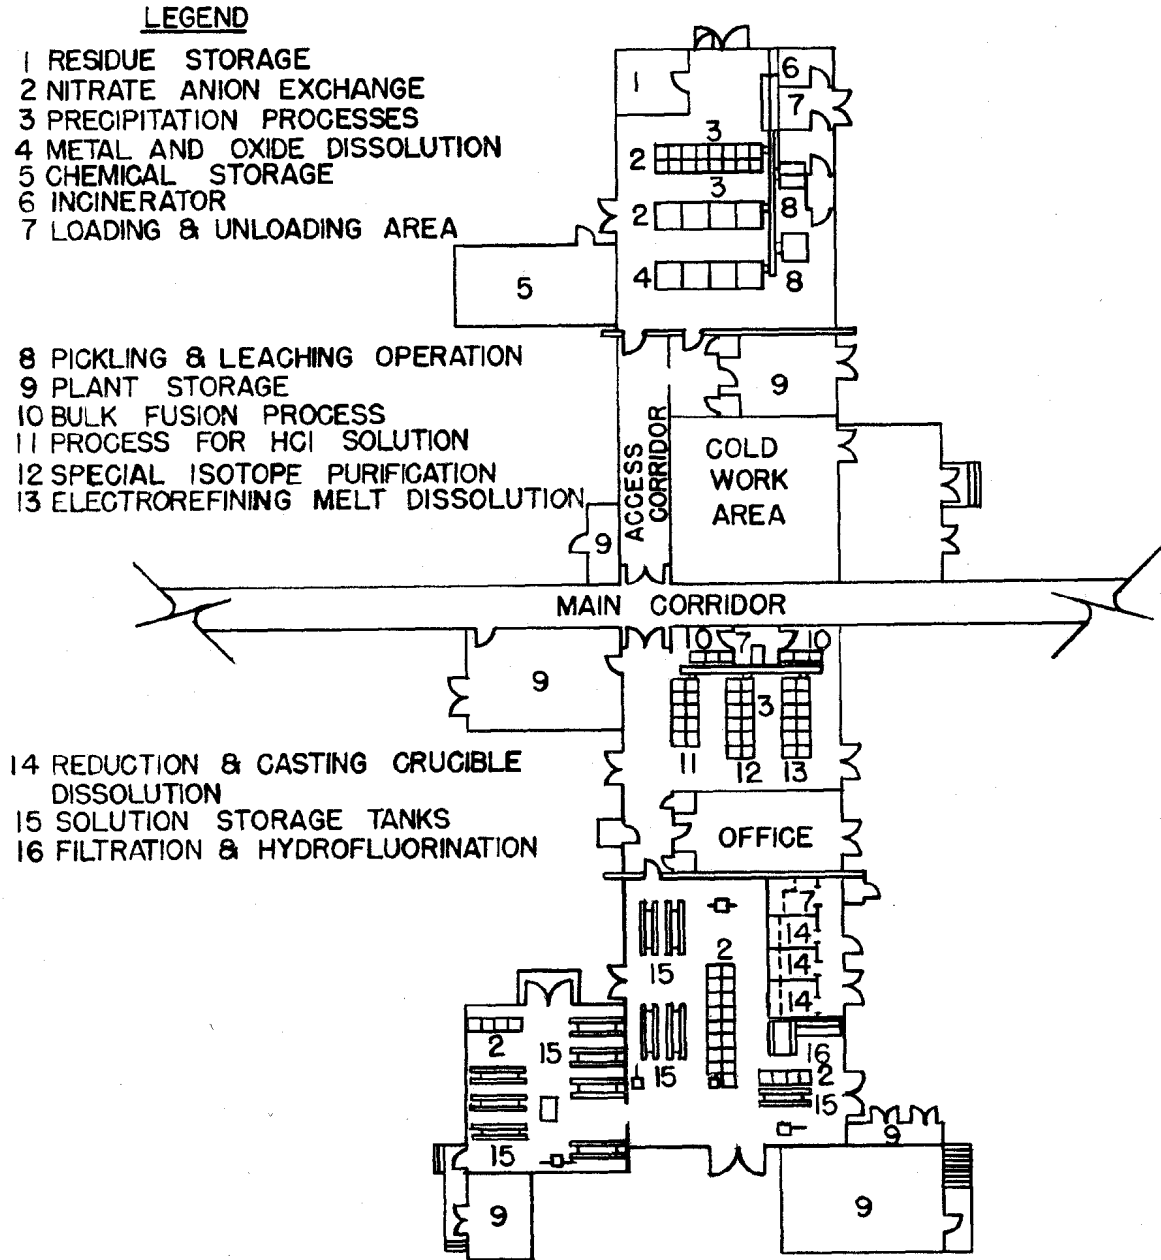 LEGEND
1 RESIDUE STORAGE
2 NITRATE ANION EXCHANGE
3 PRECIPITATION PROCESSES
4 METAL AND OXIDE DISSOLUTION
5 CHEMICAL STORAGE
6 INCINERATOR
7 LOADING & UNLOADING AREA
8 PICKLING & LEACHING OPERATION
9 PLANT STORAGE
10 BULK FUSION PROCESS
11 PROCESS FOR HCl SOLUTION
12 SPECIAL ISOTOPE PURIFICATION
13 ELECTROREFINING MELT DISSOLUTION
14 REDUCTION & CASTING CRUCIBLE
DISSOLUTION
15 SOLUTION STORAGE TANKS
16 FILTRATION & HYDROFLUORINATION
1
6
7
3
2
3
2
8
4
8
5
9
ACCESS
CORRIDOR
COLD
WORK
AREA
9
MAIN CORRIDOR
10
7
10
9
3
11
12
13
OFFICE
7
14
14
14
15
2
2
15
15
16
2
15
15
9
9
9